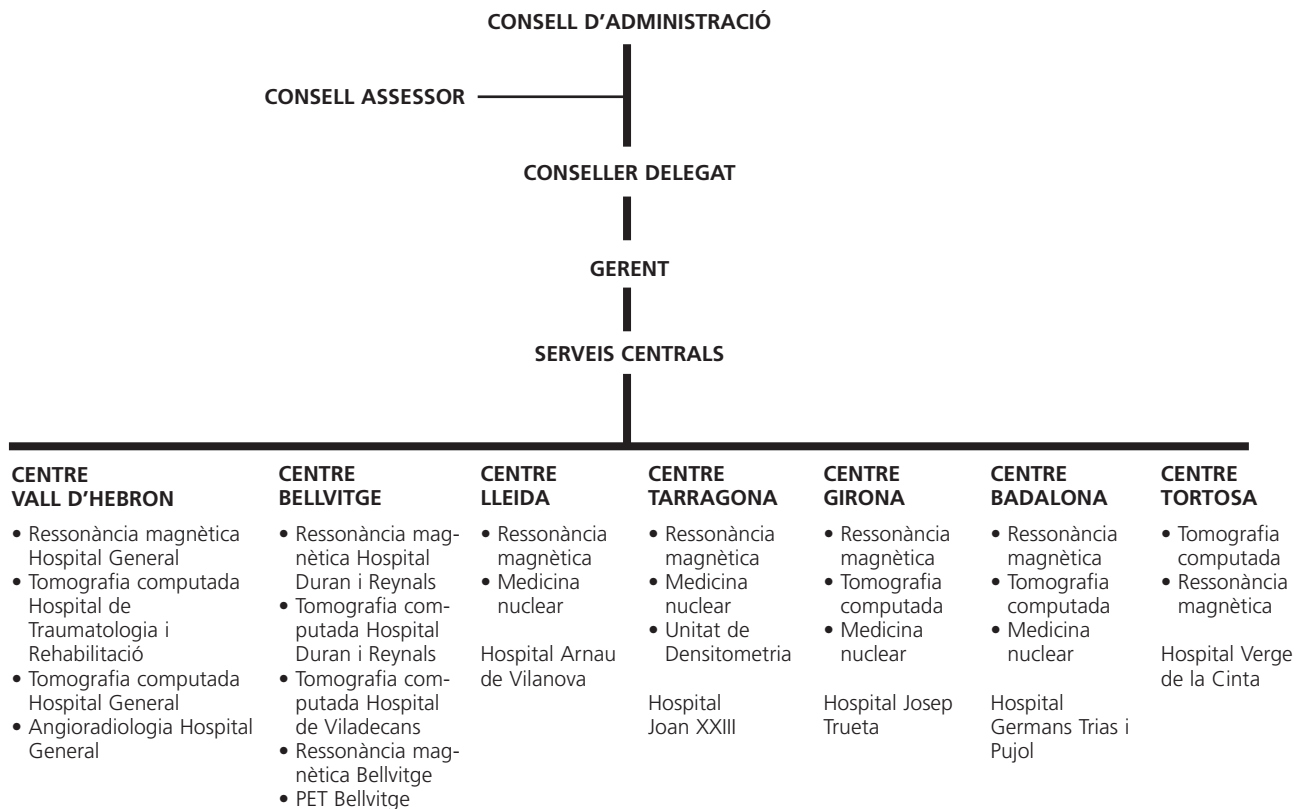 CONSELL D'ADMINISTRACIÓ
CONSELL ASSESSOR
CONSELLER DELEGAT
GERENT
SERVEIS CENTRALS
CENTRE
VALL D'HEBRON
• Ressonància magnètica
Hospital General
• Tomografia computada
Hospital de
Traumatologia i
Rehabilitació
• Tomografia computada
Hospital General
• Angioradiologia Hospital
General
CENTRE
BELLVITGE
• Ressonància mag-
nètica Hospital
Duran i Reynals
• Tomografia com-
putada Hospital
Duran i Reynals
• Tomografia com-
putada Hospital
de Viladecans
• Ressonància mag-
nètica Bellvitge
• PET Bellvitge
CENTRE
LLEIDA
• Ressonància
magnètica
• Medicina
nuclear
Hospital Arnau
de Vilanova
CENTRE
TARRAGONA
• Ressonància
magnètica
• Medicina
nuclear
• Unitat de
Densitometria
Hospital
Joan XXIII
CENTRE
GIRONA
• Ressonància
magnètica
• Tomografia
computada
• Medicina
nuclear
Hospital Josep
Trueta
CENTRE
BADALONA
• Ressonància
magnètica
• Tomografia
computada
• Medicina
nuclear
Hospital
Germans Trias i
Pujol
CENTRE
TORTOSA
• Tomografia
computada
• Ressonància
magnètica
Hospital Verge
de la Cinta